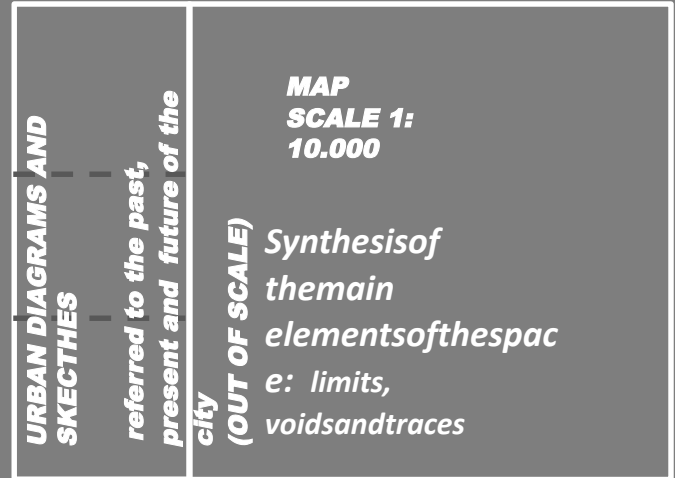 URBAN DIAGRAMS AND
SKECTHES
referred to the past,
present and future of the
city
(OUT OF SCALE)
MAP
SCALE 1:
10.000
Synthesisof
themain
elementsofthespac
e: limits,
voidsandtraces